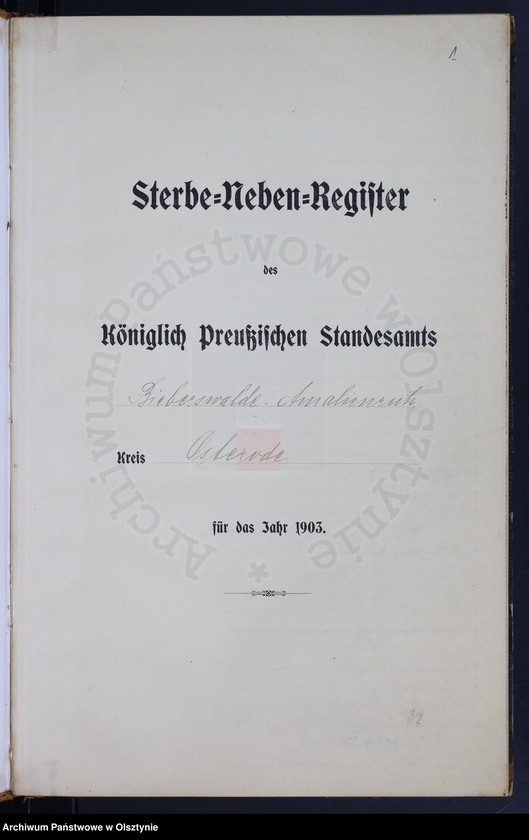 1
Sterbe=Neben=Register
des
Königlich Preußischen Standesamts
Bieberswalde-Amalienruh
Kreis Osterode
für das Jahr 1903.
Archiwum Państwowe w Olsztynie *
32
Archiwum Państwowe w Olsztynie